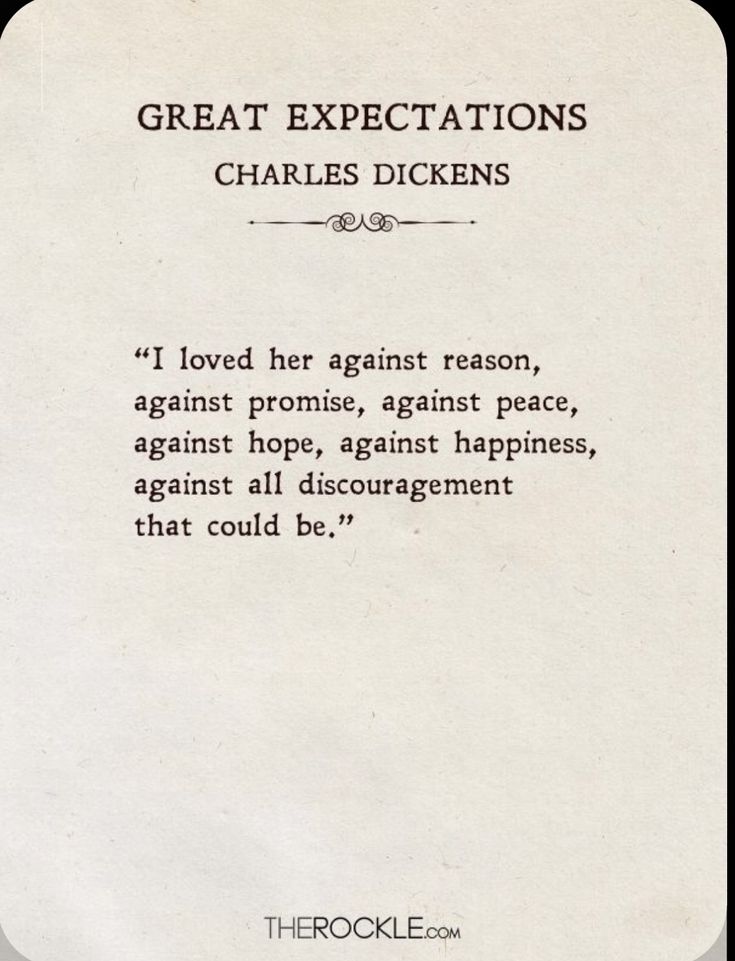 GREAT EXPECTATIONS
CHARLES DICKENS
“I loved her against reason,
against promise, against peace,
against hope, against happiness,
against all discouragement
that could be.”
THEROCKLE.COM